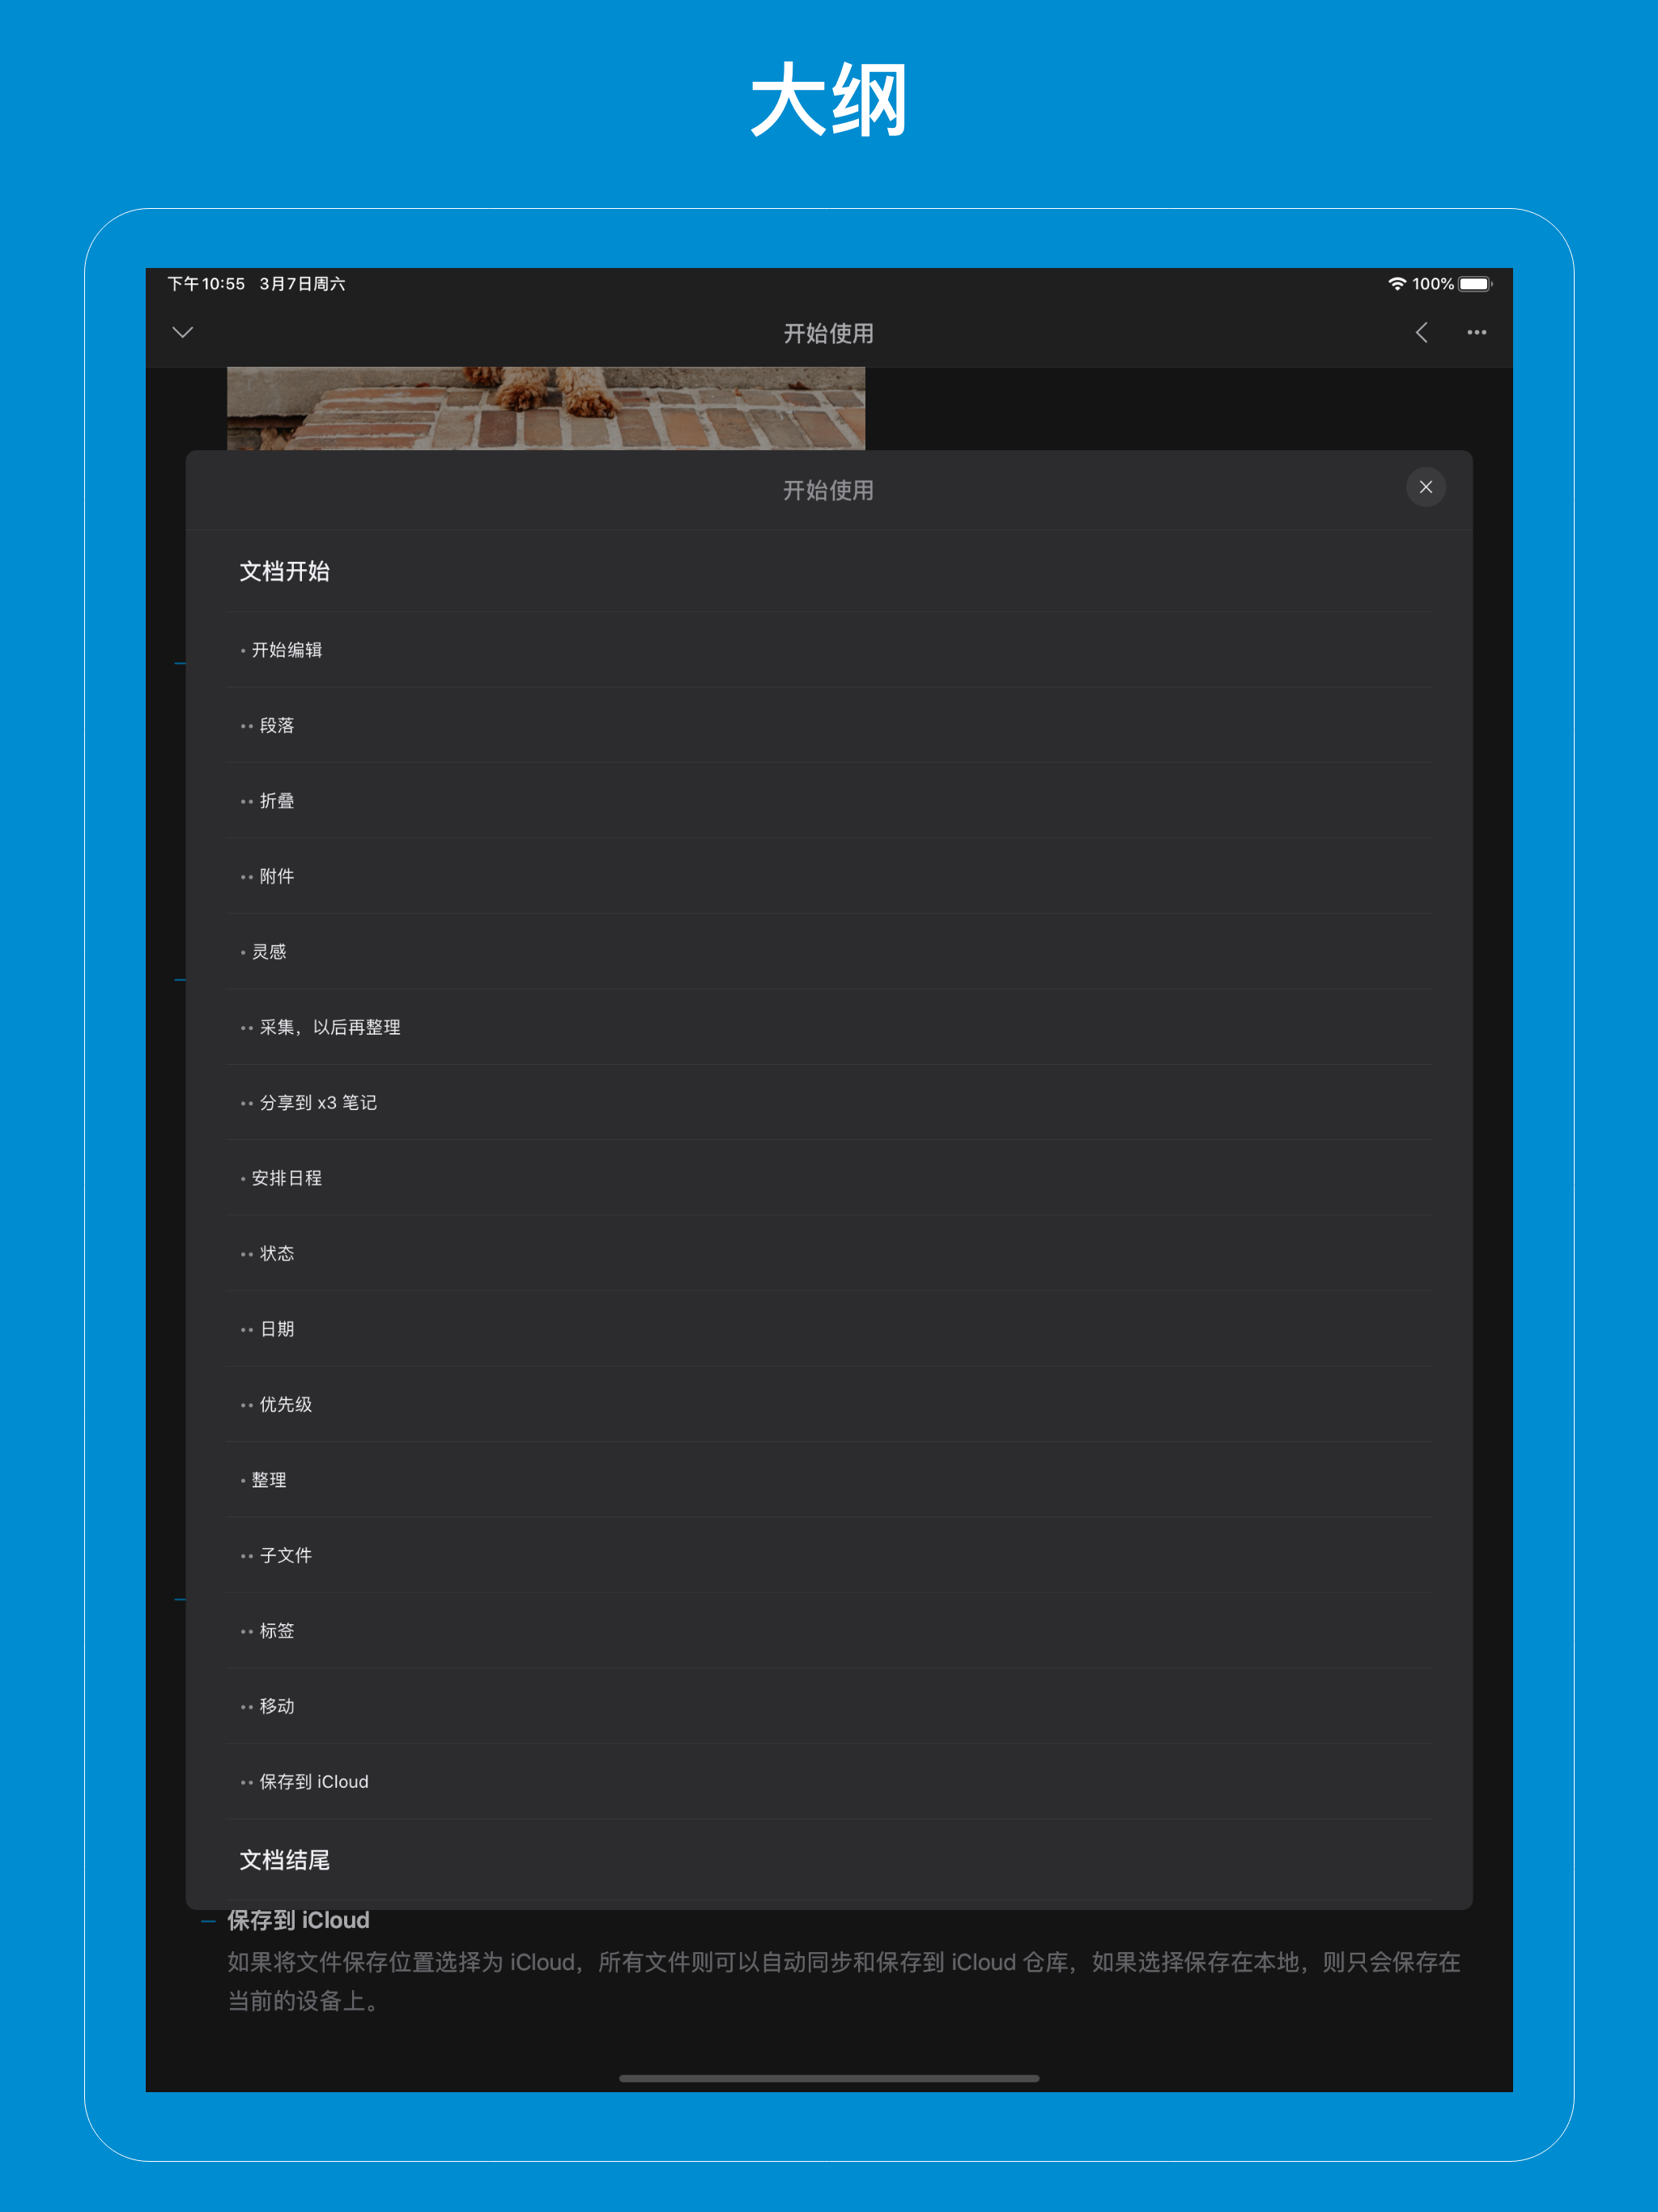 大纲
下午10:55 3月7日周六
100%
开始使用
开始使用
文档开始
• 开始编辑
•• 段落
•• 折叠
•• 附件
• 灵感
•• 采集，以后再整理
•• 分享到 x3 笔记
• 安排日程
•• 状态
•• 日期
•• 优先级
• 整理
•• 子文件
•• 标签
•• 移动
•• 保存到 iCloud
文档结尾
保存到 iCloud
如果将文件保存位置选择为 iCloud，所有文件则可以自动同步和保存到 iCloud 仓库，如果选择保存在本地，则只会保存在
当前的设备上。